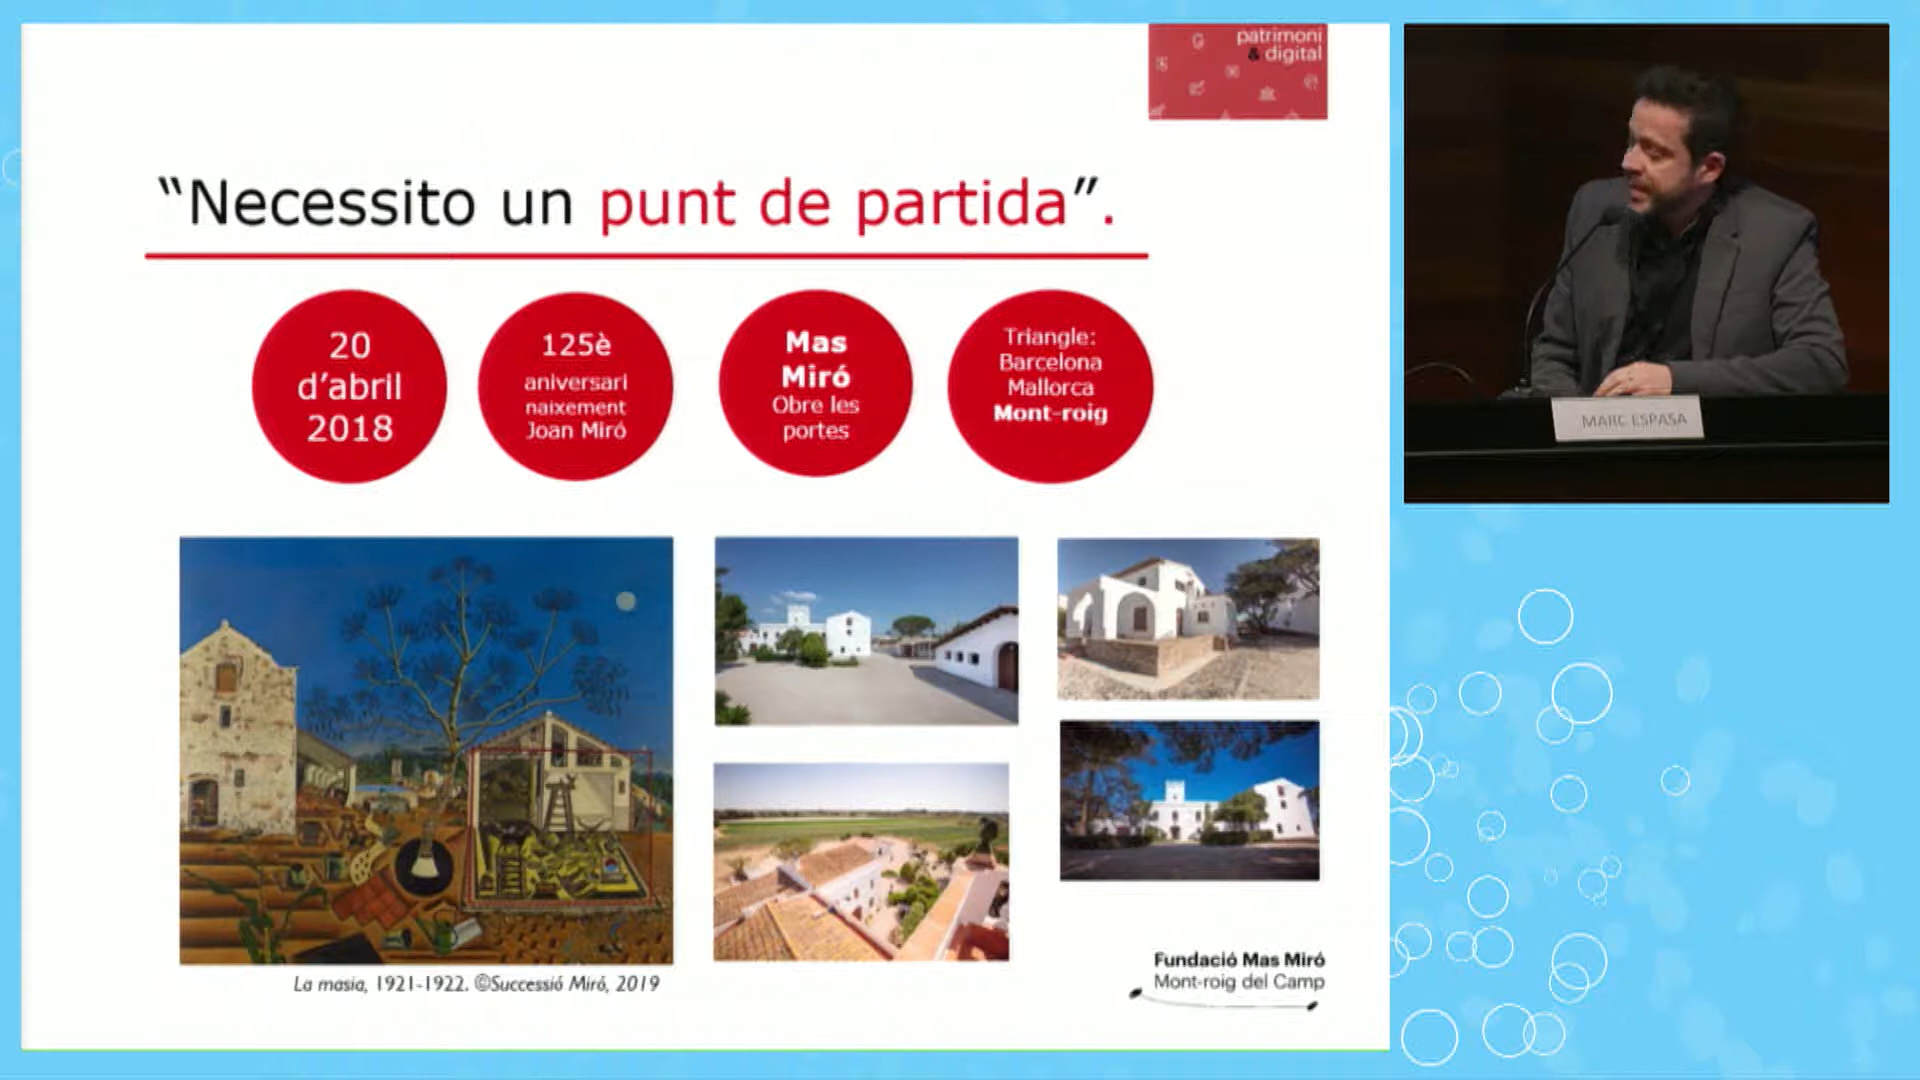 patrimoni
& digital
“Necessito un punt de partida”.
20
d’abril
2018
125è
aniversari
naixement
Joan Miró
Mas
Miró
Obre les
portes
Triangle:
Barcelona
Mallorca
Mont-roig
MARC ESPASA
La masia, 1921-1922. ©Successió Miró, 2019
Fundació Mas Miró
Mont-roig del Camp